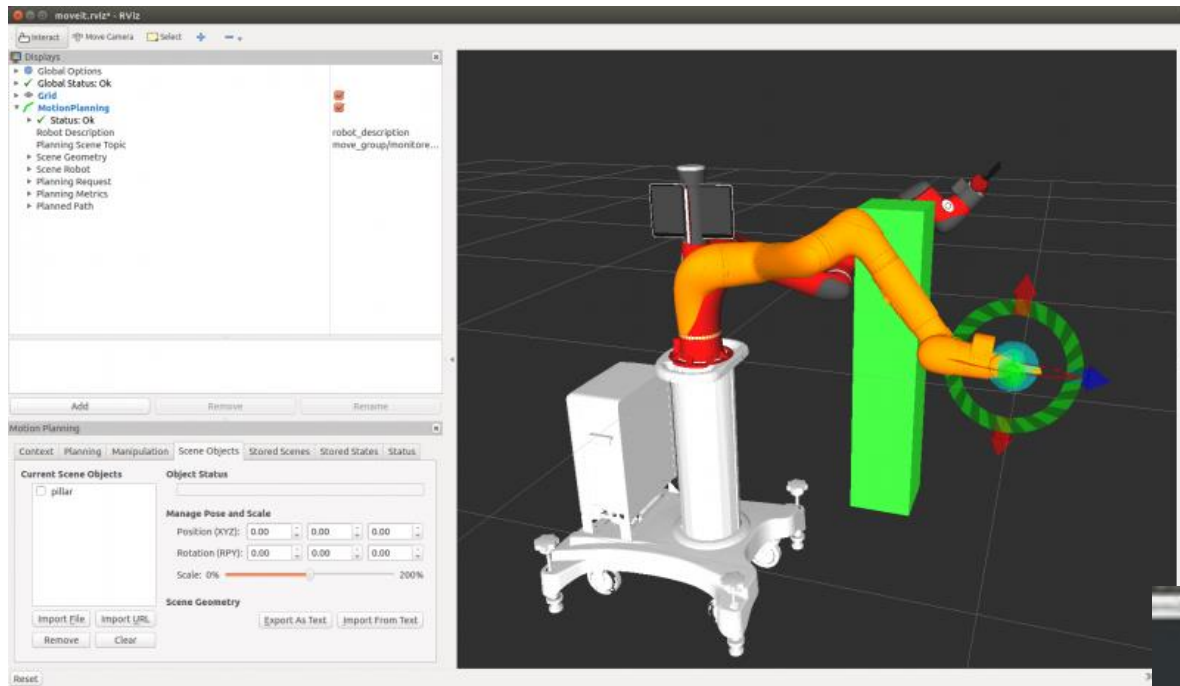 moveit.rviz* - RViz
Interact Move Camera Select
Displays
Global Options
Global Status: Ok
Grid
MotionPlanning
Status: Ok
Robot Description robot_description
Planning Scene Topic move_group/monitore...
Scene Geometry
Scene Robot
Planning Request
Planning Metrics
Planned Path
Add Remove Rename
Motion Planning
Context Planning Manipulation Scene Objects Stored Scenes Stored States Status
Current Scene Objects Object Status
pillar
Manage Pose and Scale
Position (XYZ): 0.00 0.00 0.00
Rotation (RPY): 0.00 0.00 0.00
Scale: 0% 200%
Scene Geometry
Import File Import URL Export As Text Import From Text
Remove Clear
Reset